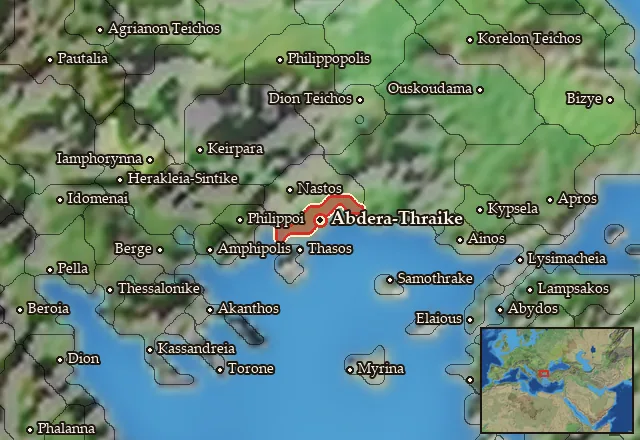 Agrianon Teichos
Korelon Teichos
Pautalia
Philippopolis
Ouskoudama
Dion Teichos
Bizye
Keirpara
Iamphorynna
Herakleia-Sintike
Nastos
Idomenai
Apros
Kypsela
Philippoi
Abdera-Thraike
Ainos
Berge
Amphipolis
Thasos
Lysimacheia
Pella
Samothrake
Thessalonike
Lampsakos
Beroia
Akanthos
Abydos
Elaious
Kassandreia
Dion
Torone
Myrina
Phalanna